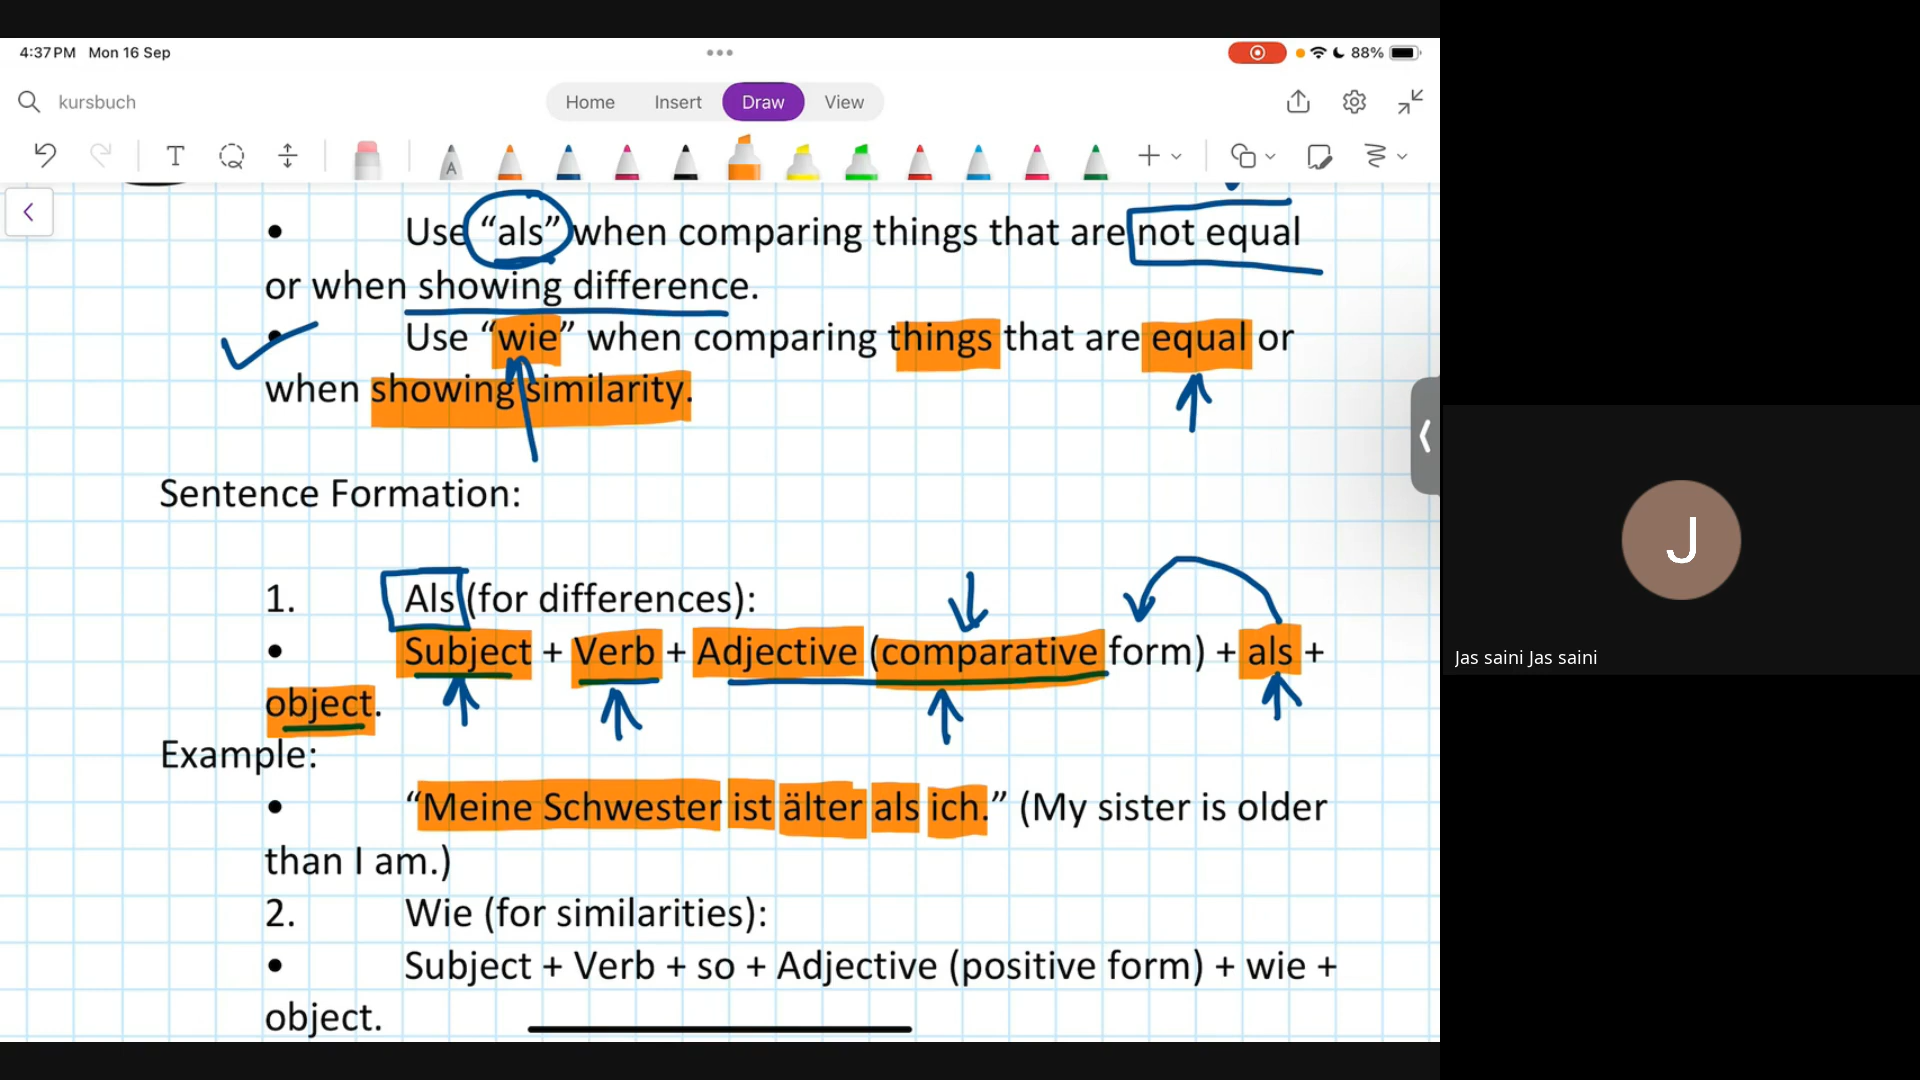 4:37 PM Mon 16 Sep
88%
kursbuch
Home Insert Draw View
T
A
• Use “als” when comparing things that are not equal
or when showing difference.
• Use “wie” when comparing things that are equal or
when showing similarity.
Sentence Formation:
1. Als (for differences):
• Subject + Verb + Adjective (comparative form) + als +
object.
Example:
• “Meine Schwester ist älter als ich.” (My sister is older
than I am.)
2. Wie (for similarities):
• Subject + Verb + so + Adjective (positive form) + wie +
object.
J
Jas saini Jas saini